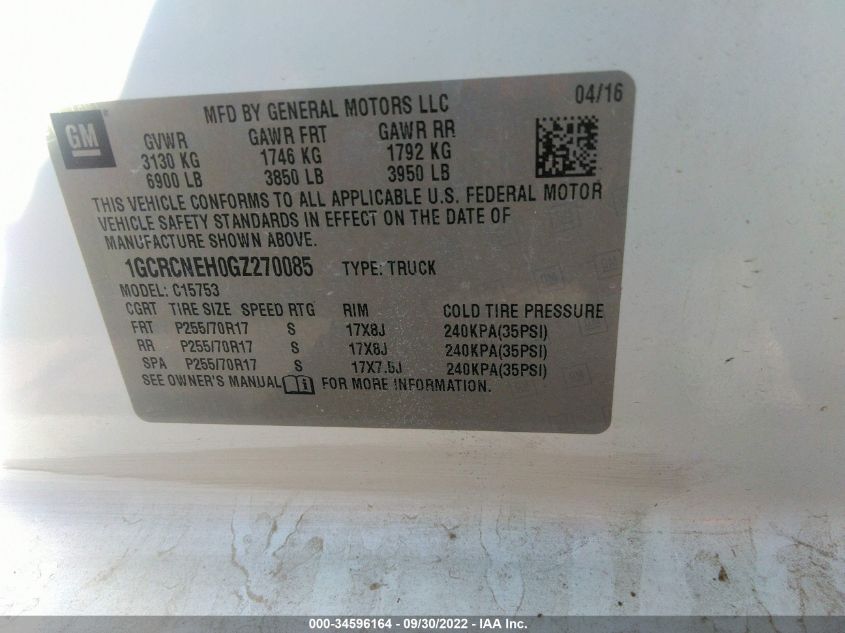 GM
MFD BY GENERAL MOTORS LLC 04/16
GVWR GAWR FRT GAWR RR
3130 KG 1746 KG 1792 KG
6900 LB 3850 LB 3950 LB
THIS VEHICLE CONFORMS TO ALL APPLICABLE U.S. FEDERAL MOTOR
VEHICLE SAFETY STANDARDS IN EFFECT ON THE DATE OF
MANUFACTURE SHOWN ABOVE.
1GCRCNEH0GZ270085 TYPE: TRUCK
MODEL: C15753
CGRT TIRE SIZE SPEED RTG RIM COLD TIRE PRESSURE
FRT P255/70R17 S 17X8J 240KPA(35PSI)
RR P255/70R17 S 17X8J 240KPA(35PSI)
SPA P255/70R17 S 17X7.5J 240KPA(35PSI)
SEE OWNER'S MANUAL i FOR MORE INFORMATION.
000-34596164 - 09/30/2022 - IAA Inc.